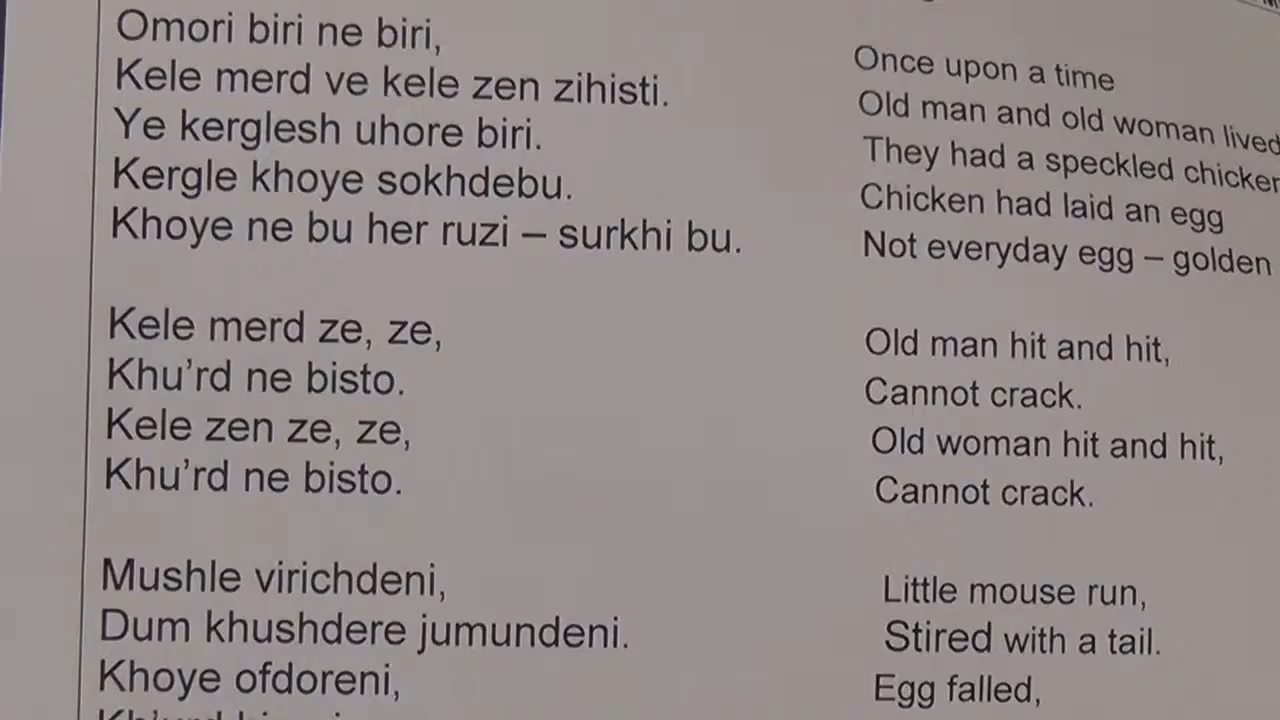 Omori biri ne biri,
Kele merd ve kele zen zihisti.
Ye kerglesh uhore biri.
Kergle khoye sokhdebu.
Khoye ne bu her ruzi – surkhi bu.
Kele merd ze, ze,
Khu’rd ne bisto.
Kele zen ze, ze,
Khu’rd ne bisto.
Mushle virichdeni,
Dum khushdere jumundeni.
Khoye ofdoreni,
Once upon a time
Old man and old woman lived
They had a speckled chicken
Chicken had laid an egg
Not everyday egg – golden
Old man hit and hit,
Cannot crack.
Old woman hit and hit,
Cannot crack.
Little mouse run,
Stired with a tail.
Egg falled,